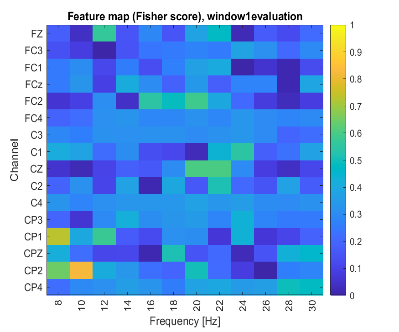 Feature map (Fisher score), window1evaluation
FZ
FC3
FC1
FCz
FC2
FC4
C3
C1
CZ
C2
C4
CP3
CP1
CPZ
CP2
CP4
Channel
8 10 12 14 16 18 20 22 24 26 28 30
Frequency [Hz]
1
0.9
0.8
0.7
0.6
0.5
0.4
0.3
0.2
0.1
0